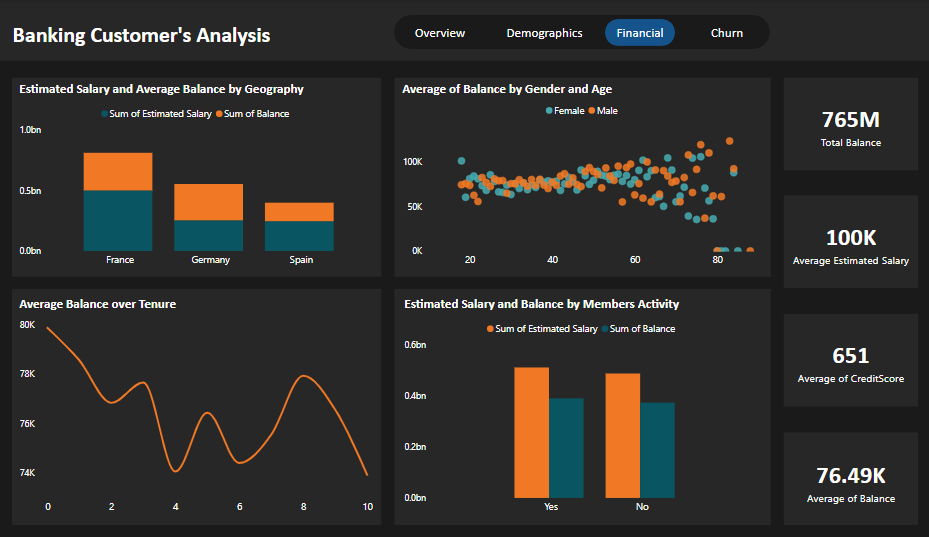 Banking Customer's Analysis
Overview Demographics Financial Churn
Estimated Salary and Average Balance by Geography
Sum of Estimated Salary Sum of Balance
1.0bn
0.5bn
0.0bn
France Germany Spain
Average of Balance by Gender and Age
Female Male
100K
50K
0K
20 40 60 80
765M
Total Balance
100K
Average Estimated Salary
Average Balance over Tenure
80K
78K
76K
74K
0 2 4 6 8 10
Estimated Salary and Balance by Members Activity
Sum of Estimated Salary Sum of Balance
0.6bn
0.4bn
0.2bn
0.0bn
Yes No
651
Average of CreditScore
76.49K
Average of Balance